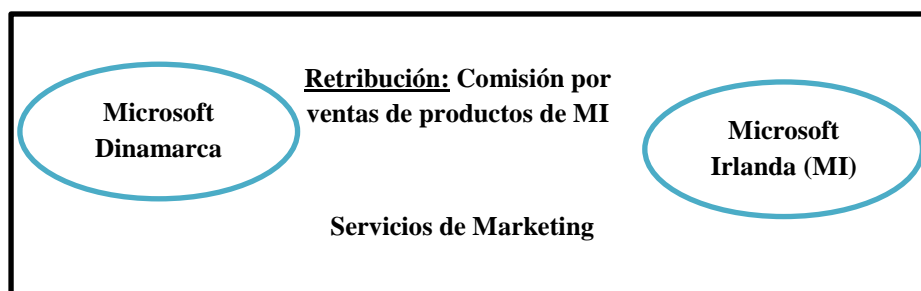 Microsoft
Dinamarca
Retribución: Comisión por
ventas de productos de MI
Microsoft
Irlanda (MI)
Servicios de Marketing